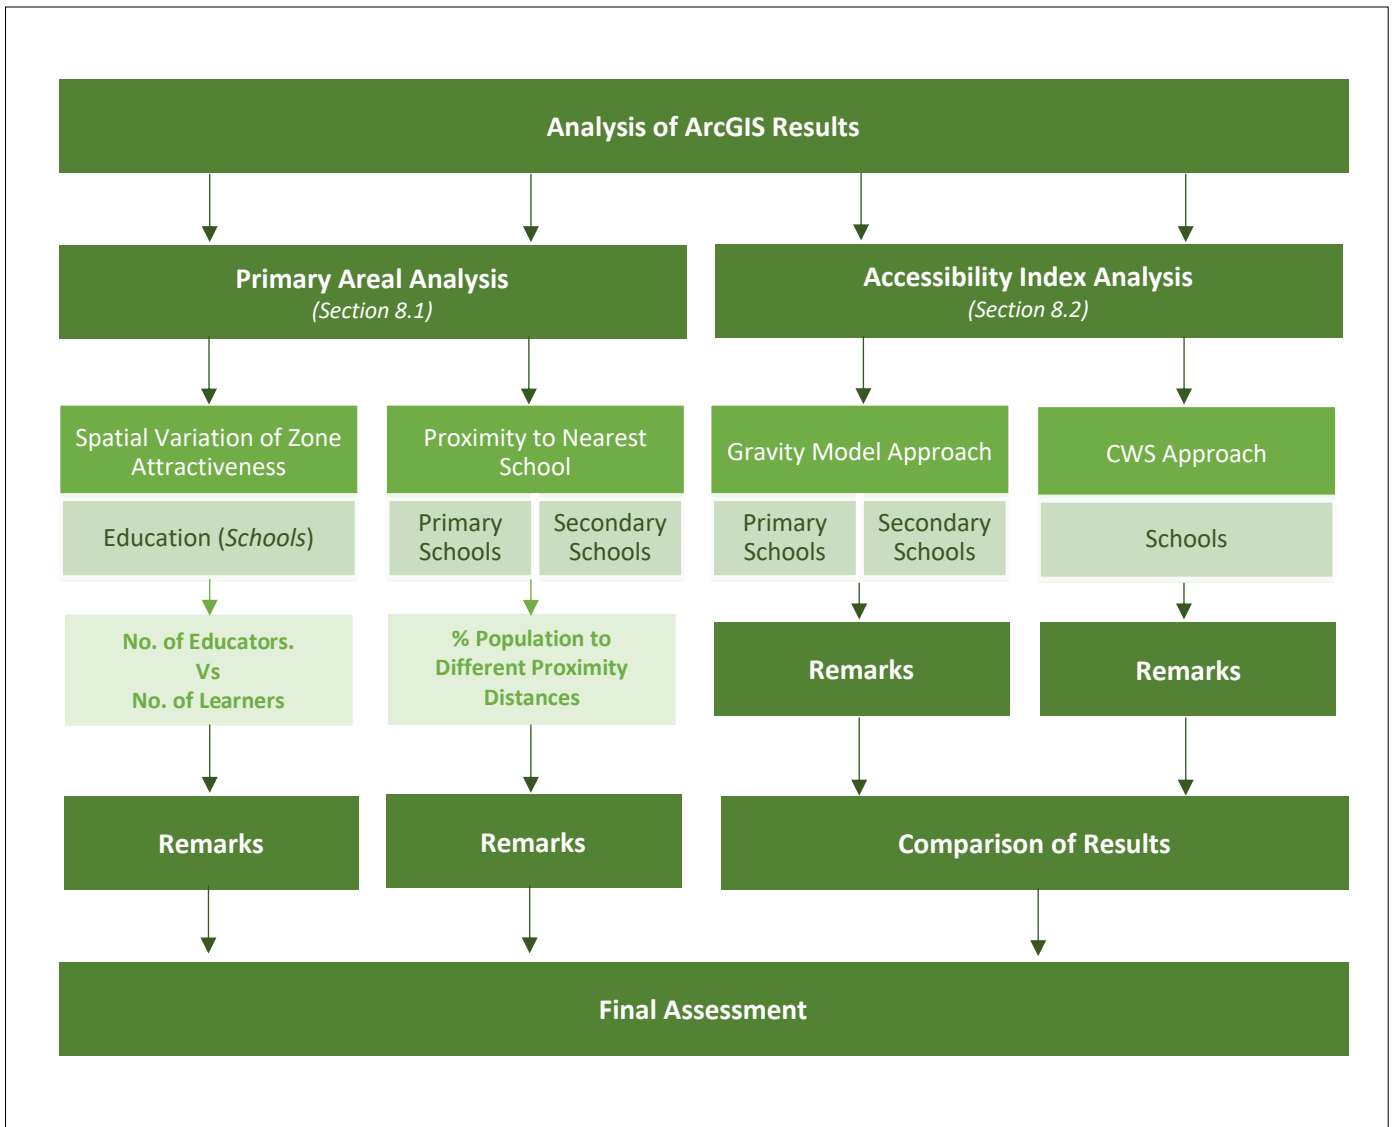 Analysis of ArcGIS Results
Primary Areal Analysis
(Section 8.1)
Accessibility Index Analysis
(Section 8.2)
Spatial Variation of Zone
Attractiveness
Proximity to Nearest
School
Gravity Model Approach
CWS Approach
Education (Schools)
Primary
Schools
Secondary
Schools
Primary
Schools
Secondary
Schools
Schools
No. of Educators.
Vs
No. of Learners
% Population to
Different Proximity
Distances
Remarks
Remarks
Remarks
Remarks
Comparison of Results
Final Assessment